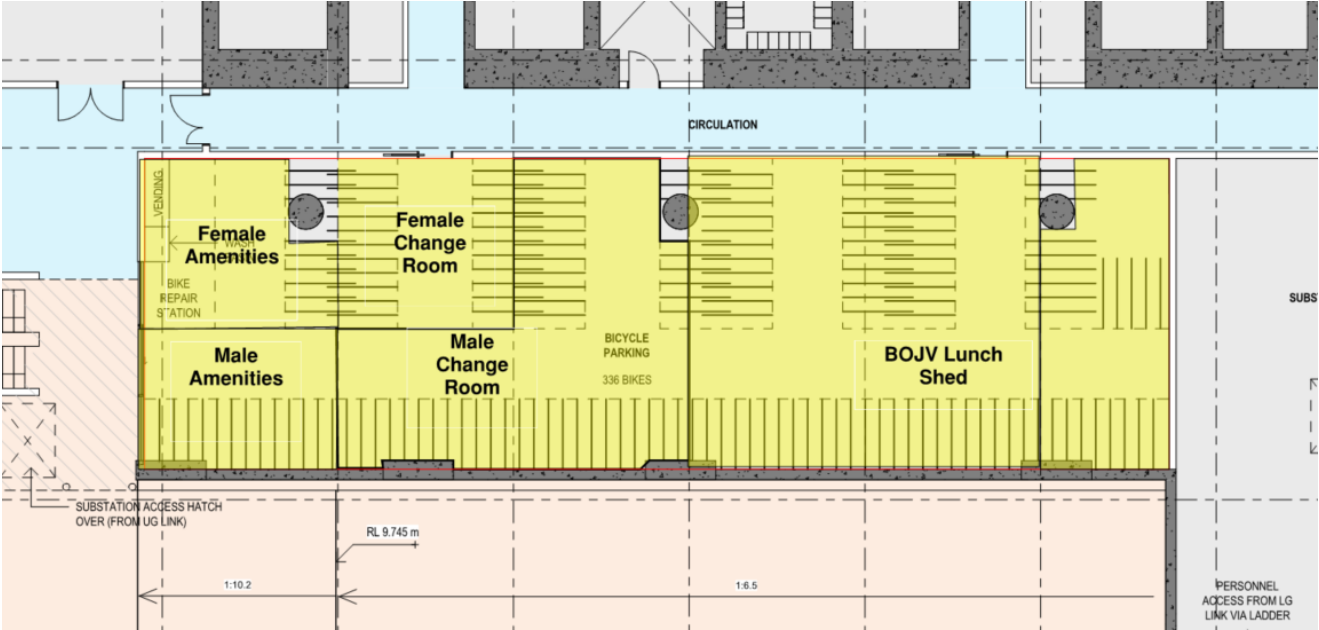 CIRCULATION
VENDING
Female
Amenities
WASH
Female
Change
Room
BIKE
REPAIR
STATION
SUBST
Male
Amenities
Male
Change
Room
BICYCLE
PARKING
336 BIKES
BOJV Lunch
Shed
SUBSTATION ACCESS HATCH
OVER (FROM UG LINK)
RL 9.745 m
1:10.2
1:6.5
PERSONNEL
ACCESS FROM LG
LINK VIA LADDER